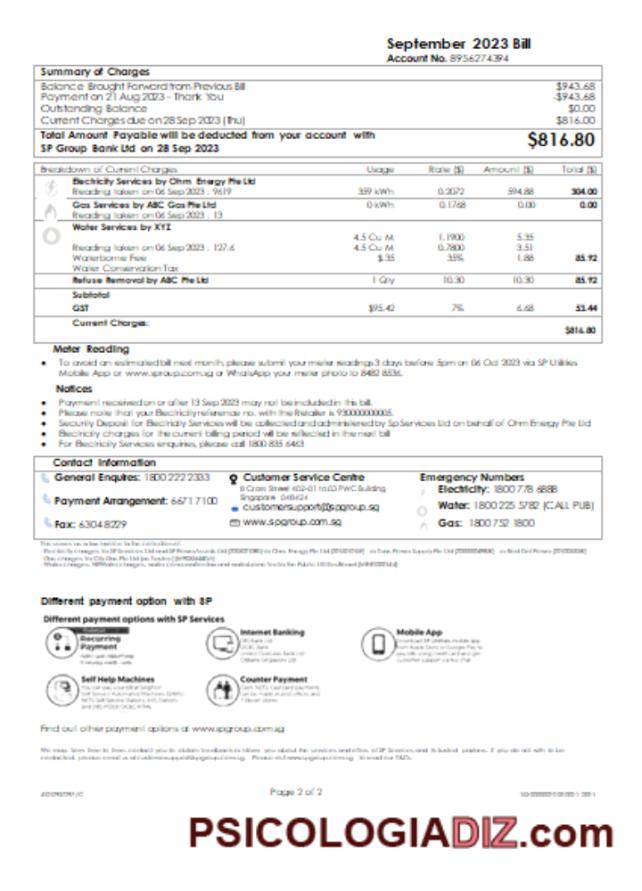 September 2023 Bill
Account No. 8956274394
Summary of Charges
Balance Brought Forward from Previous Bill $943.68
Payment on 21 Aug 2023 - Thank You -$943.68
Outstanding Balance $0.00
Current Charges due on 28 Sep 2023 (Thu) $816.00
Total Amount Payable will be deducted from your account with
SP Group Bank Ltd on 28 Sep 2023 $816.80
Breakdown of Current Charges Usage Rate ($) Amount ($) Total ($)
Electricity Services by Ohm Energy Pte Ltd
Reading taken on 06 Sep 2023 : 9619 359 kWh 0.2072 594.88 304.00
Gas Services by ABC Gas Pte Ltd 0 kWh 0.1768 0.00 0.00
Reading taken on 06 Sep 2023 : 13
Water Services by XYZ
4.5 Cu M 1.1900 5.35
Reading taken on 06 Sep 2023 : 127.6 4.5 Cu M 0.7800 3.51
Waterborne Fee $.35 35% 1.88 85.92
Water Conservation Tax
Refuse Removal by ABC Pte Ltd 1 Qty 10.30 10.30 85.92
Subtotal
GST $95.42 7% 6.68 53.44
Current Charges:
$816.80
Meter Reading
• To avoid an estimated bill next month, please submit your meter readings 3 days before 5pm on 06 Oct 2023 via SP Utilities
Mobile App or www.spgroup.com.sg or WhatsApp your meter photo to 8482 8536.
Notices
• Payment received on or after 13 Sep 2023 may not be included in this bill.
• Please note that your Electricity reference no. with the Retailer is 93000000005.
• Security Deposit for Electricity Services will be collected and administered by Sp Services Ltd on behalf of Ohm Energy Pte Ltd
• Electricity charges for the current billing period will be reflected in the next bill
• For Electricity Services enquiries, please call 1800 835 6463
Contact Information
General Enquires: 1800 222 2333
Payment Arrangement: 6671 7100
Fax: 6304 8229
Customer Service Centre
Singapore
customersupport@spgroup.sg
www.spgroup.com.sg
Emergency Numbers
Electricity: 1800 778 8888
Water: 1800 225 5782 (CALL PUB)
Gas: 1800 752 1800
Different payment option with SP
Different payment options with SP Services
Recurring
Payment
Internet Banking
Mobile App
Self Help Machines
Counter Payment
Find out other payment options at www.spgroup.com.sg
Page 2 of 2
PSICOLOGIADIZ.com